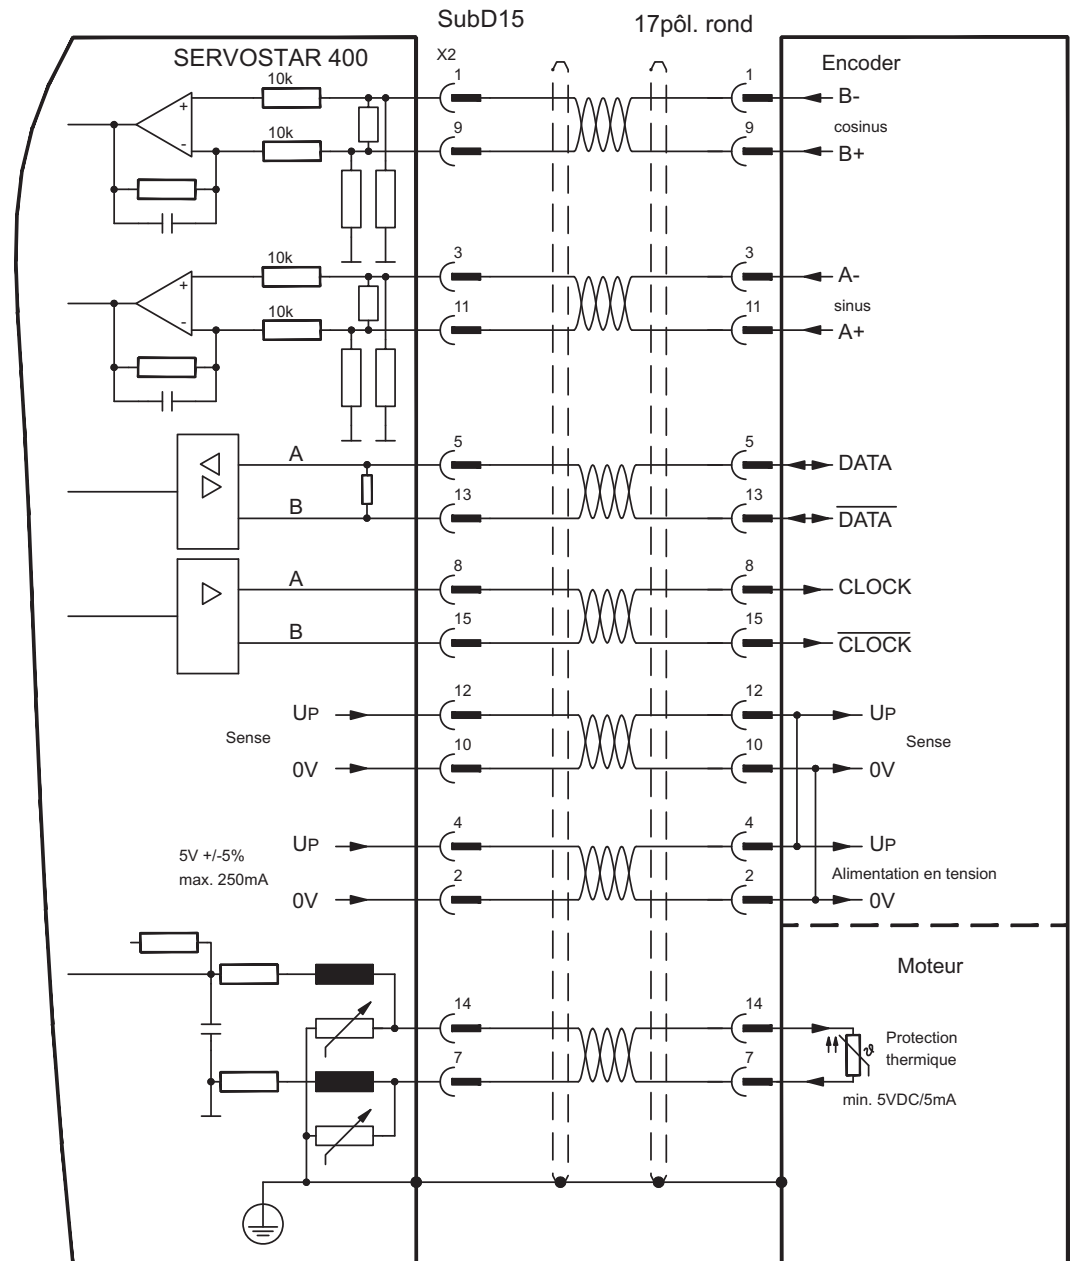 SubD15
17pôl. rond
SERVOSTAR 400
X2
Encoder
10k
1
1
B-
+
cosinus
10k
9
9
B+
-
10k
3
3
A-
+
sinus
10k
11
11
A+
-
A
5
5
DATA
B
13
13
DATA
A
8
8
CLOCK
B
15
15
CLOCK
UP
12
12
UP
Sense
Sense
0V
10
10
0V
UP
4
4
UP
5V +/-5%
max. 250mA
Alimentation en tension
0V
2
2
0V
Moteur
14
14
Protection
thermique
ϑ
7
7
min. 5VDC/5mA